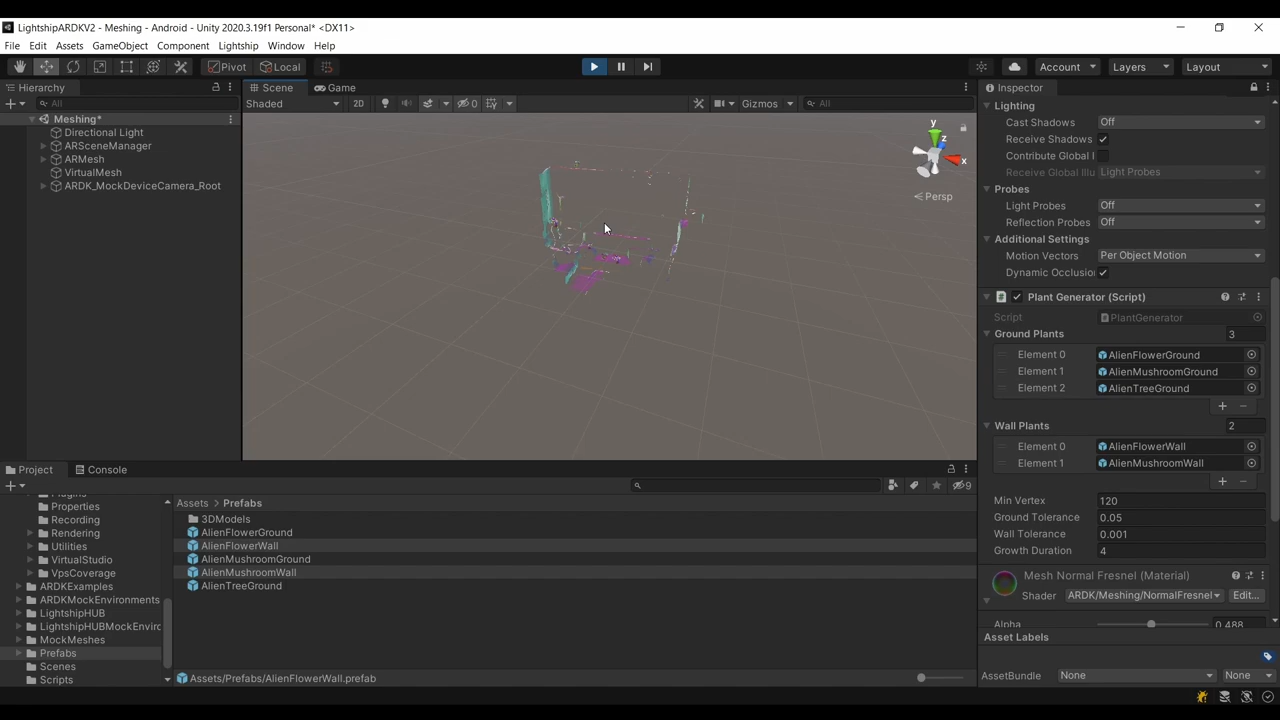 LightshipARDKV2 - Meshing - Android - Unity 2020.3.19f1 Personal* <DX11>
File Edit Assets GameObject Component Lightship Window Help
Pivot Local Account Layers Layout
Hierarchy
All
Meshing*
Directional Light
ARSceneManager
ARMesh
VirtualMesh
ARDK_MockDeviceCamera_Root
Scene Game
Shaded 2D 0 Gizmos All
y
z
x
Persp
Inspector
Lighting
Cast Shadows Off
Receive Shadows
Contribute Global I
Receive Global Illu Light Probes
Probes
Light Probes Off
Reflection Probes Off
Additional Settings
Motion Vectors Per Object Motion
Dynamic Occlusion
Plant Generator (Script)
Script PlantGenerator
Ground Plants 3
Element 0 AlienFlowerGround
Element 1 AlienMushroomGround
Element 2 AlienTreeGround
Wall Plants 2
Element 0 AlienFlowerWall
Element 1 AlienMushroomWall
Min Vertex 120
Ground Tolerance 0.05
Wall Tolerance 0.001
Growth Duration 4
Mesh Normal Fresnel (Material)
Shader ARDK/Meshing/NormalFresnel Edit...
Alpha 0.488
Asset Labels
AssetBundle None None
Project Console
9
Plugins
Properties
Recording
Rendering
Utilities
VirtualStudio
VpsCoverage
ARDKExamples
ARDKMockEnvironments
LightshipHUB
LightshipHUBMockEnvirc
MockMeshes
Prefabs
Scenes
Scripts
Assets > Prefabs
3DModels
AlienFlowerGround
AlienFlowerWall
AlienMushroomGround
AlienMushroomWall
AlienTreeGround
Assets/Prefabs/AlienFlowerWall.prefab